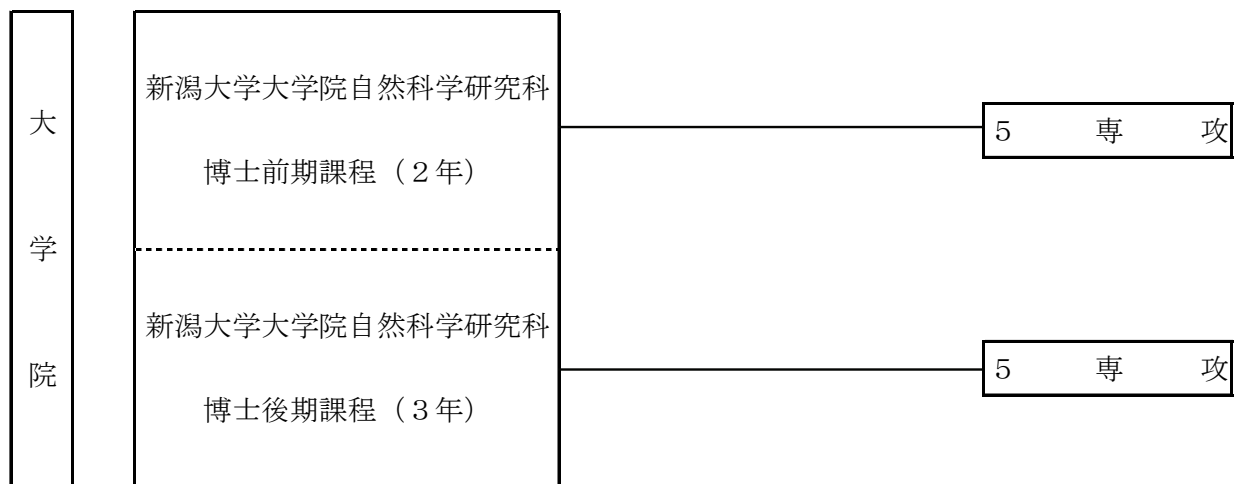 大学院
新潟大学大学院自然科学研究科
博士前期課程（２年）
５専攻
新潟大学大学院自然科学研究科
博士後期課程（３年）
５専攻